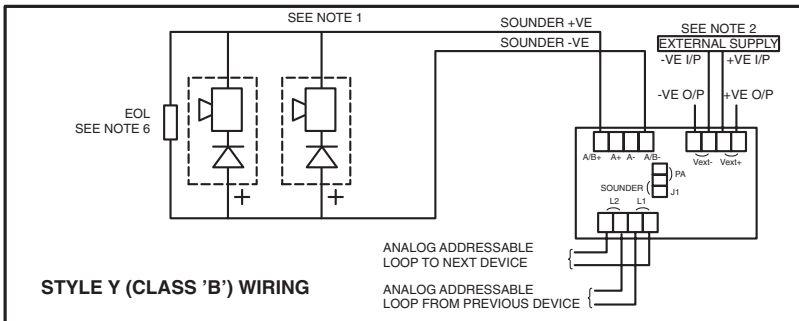 SEE NOTE 1
SOUNDER +VE
SOUNDER -VE
SEE NOTE 2
EXTERNAL SUPPLY
-VE I/P +VE I/P
-VE O/P +VE O/P
EOL
SEE NOTE 6
+ +
A/B+ A+ A- A/B- Vext- Vext+
PA
SOUNDER J1
L2 L1
ANALOG ADDRESSABLE
LOOP TO NEXT DEVICE
ANALOG ADDRESSABLE
LOOP FROM PREVIOUS DEVICE
STYLE Y (CLASS 'B') WIRING